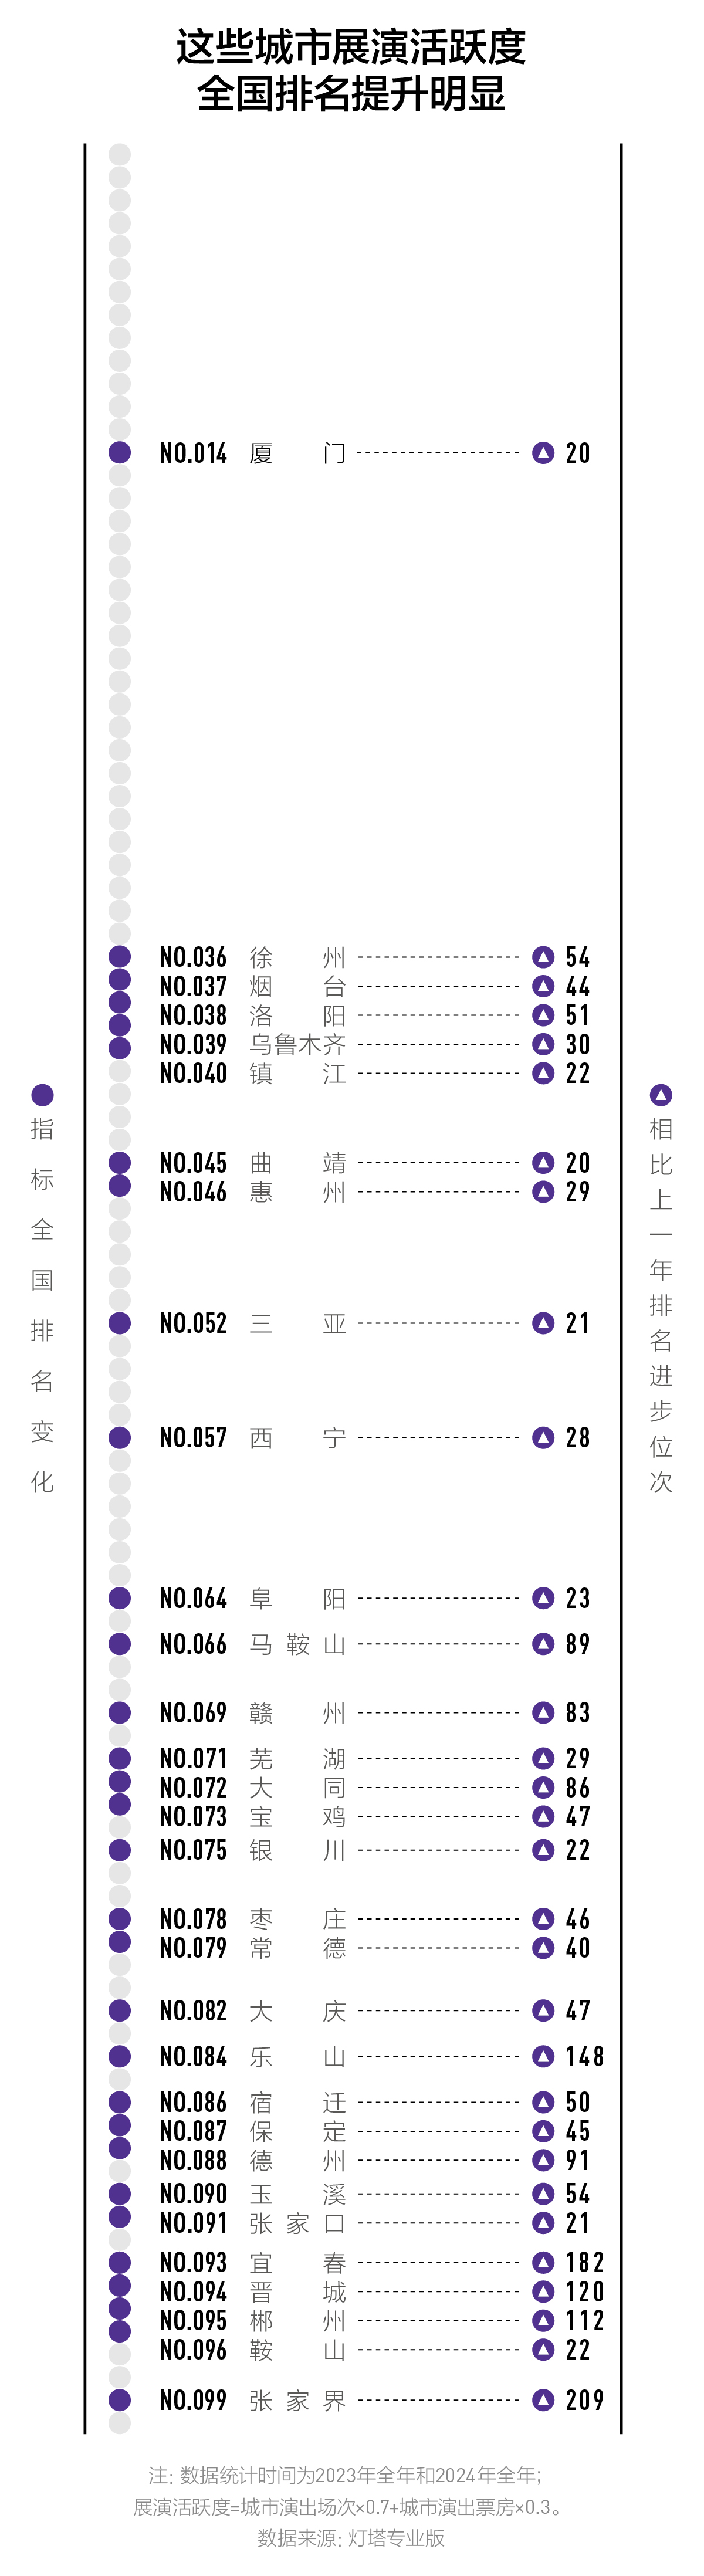 这些城市展演活跃度
全国排名提升明显
NO.014 厦门 20
NO.036 徐州 54
NO.037 烟台 44
NO.038 洛阳 51
NO.039 乌鲁木齐 30
NO.040 镇江 22
NO.045 曲靖 20
NO.046 惠州 29
NO.052 三亚 21
NO.057 西宁 28
NO.064 阜阳 23
NO.066 马鞍山 89
NO.069 赣州 83
NO.071 芜湖 29
NO.072 大同 86
NO.073 宝鸡 47
NO.075 银川 22
NO.078 枣庄 46
NO.079 常德 40
NO.082 大庆 47
NO.084 乐山 148
NO.086 宿迁 50
NO.087 保定 45
NO.088 德州 91
NO.090 玉溪 54
NO.091 张家口 21
NO.093 宜春 182
NO.094 晋城 120
NO.095 郴州 112
NO.096 鞍山 22
NO.099 张家界 209
指标全国排名变化
相比上一年排名进步位次
注: 数据统计时间为2023年全年和2024年全年;
展演活跃度=城市演出场次×0.7+城市演出票房×0.3。
数据来源: 灯塔专业版